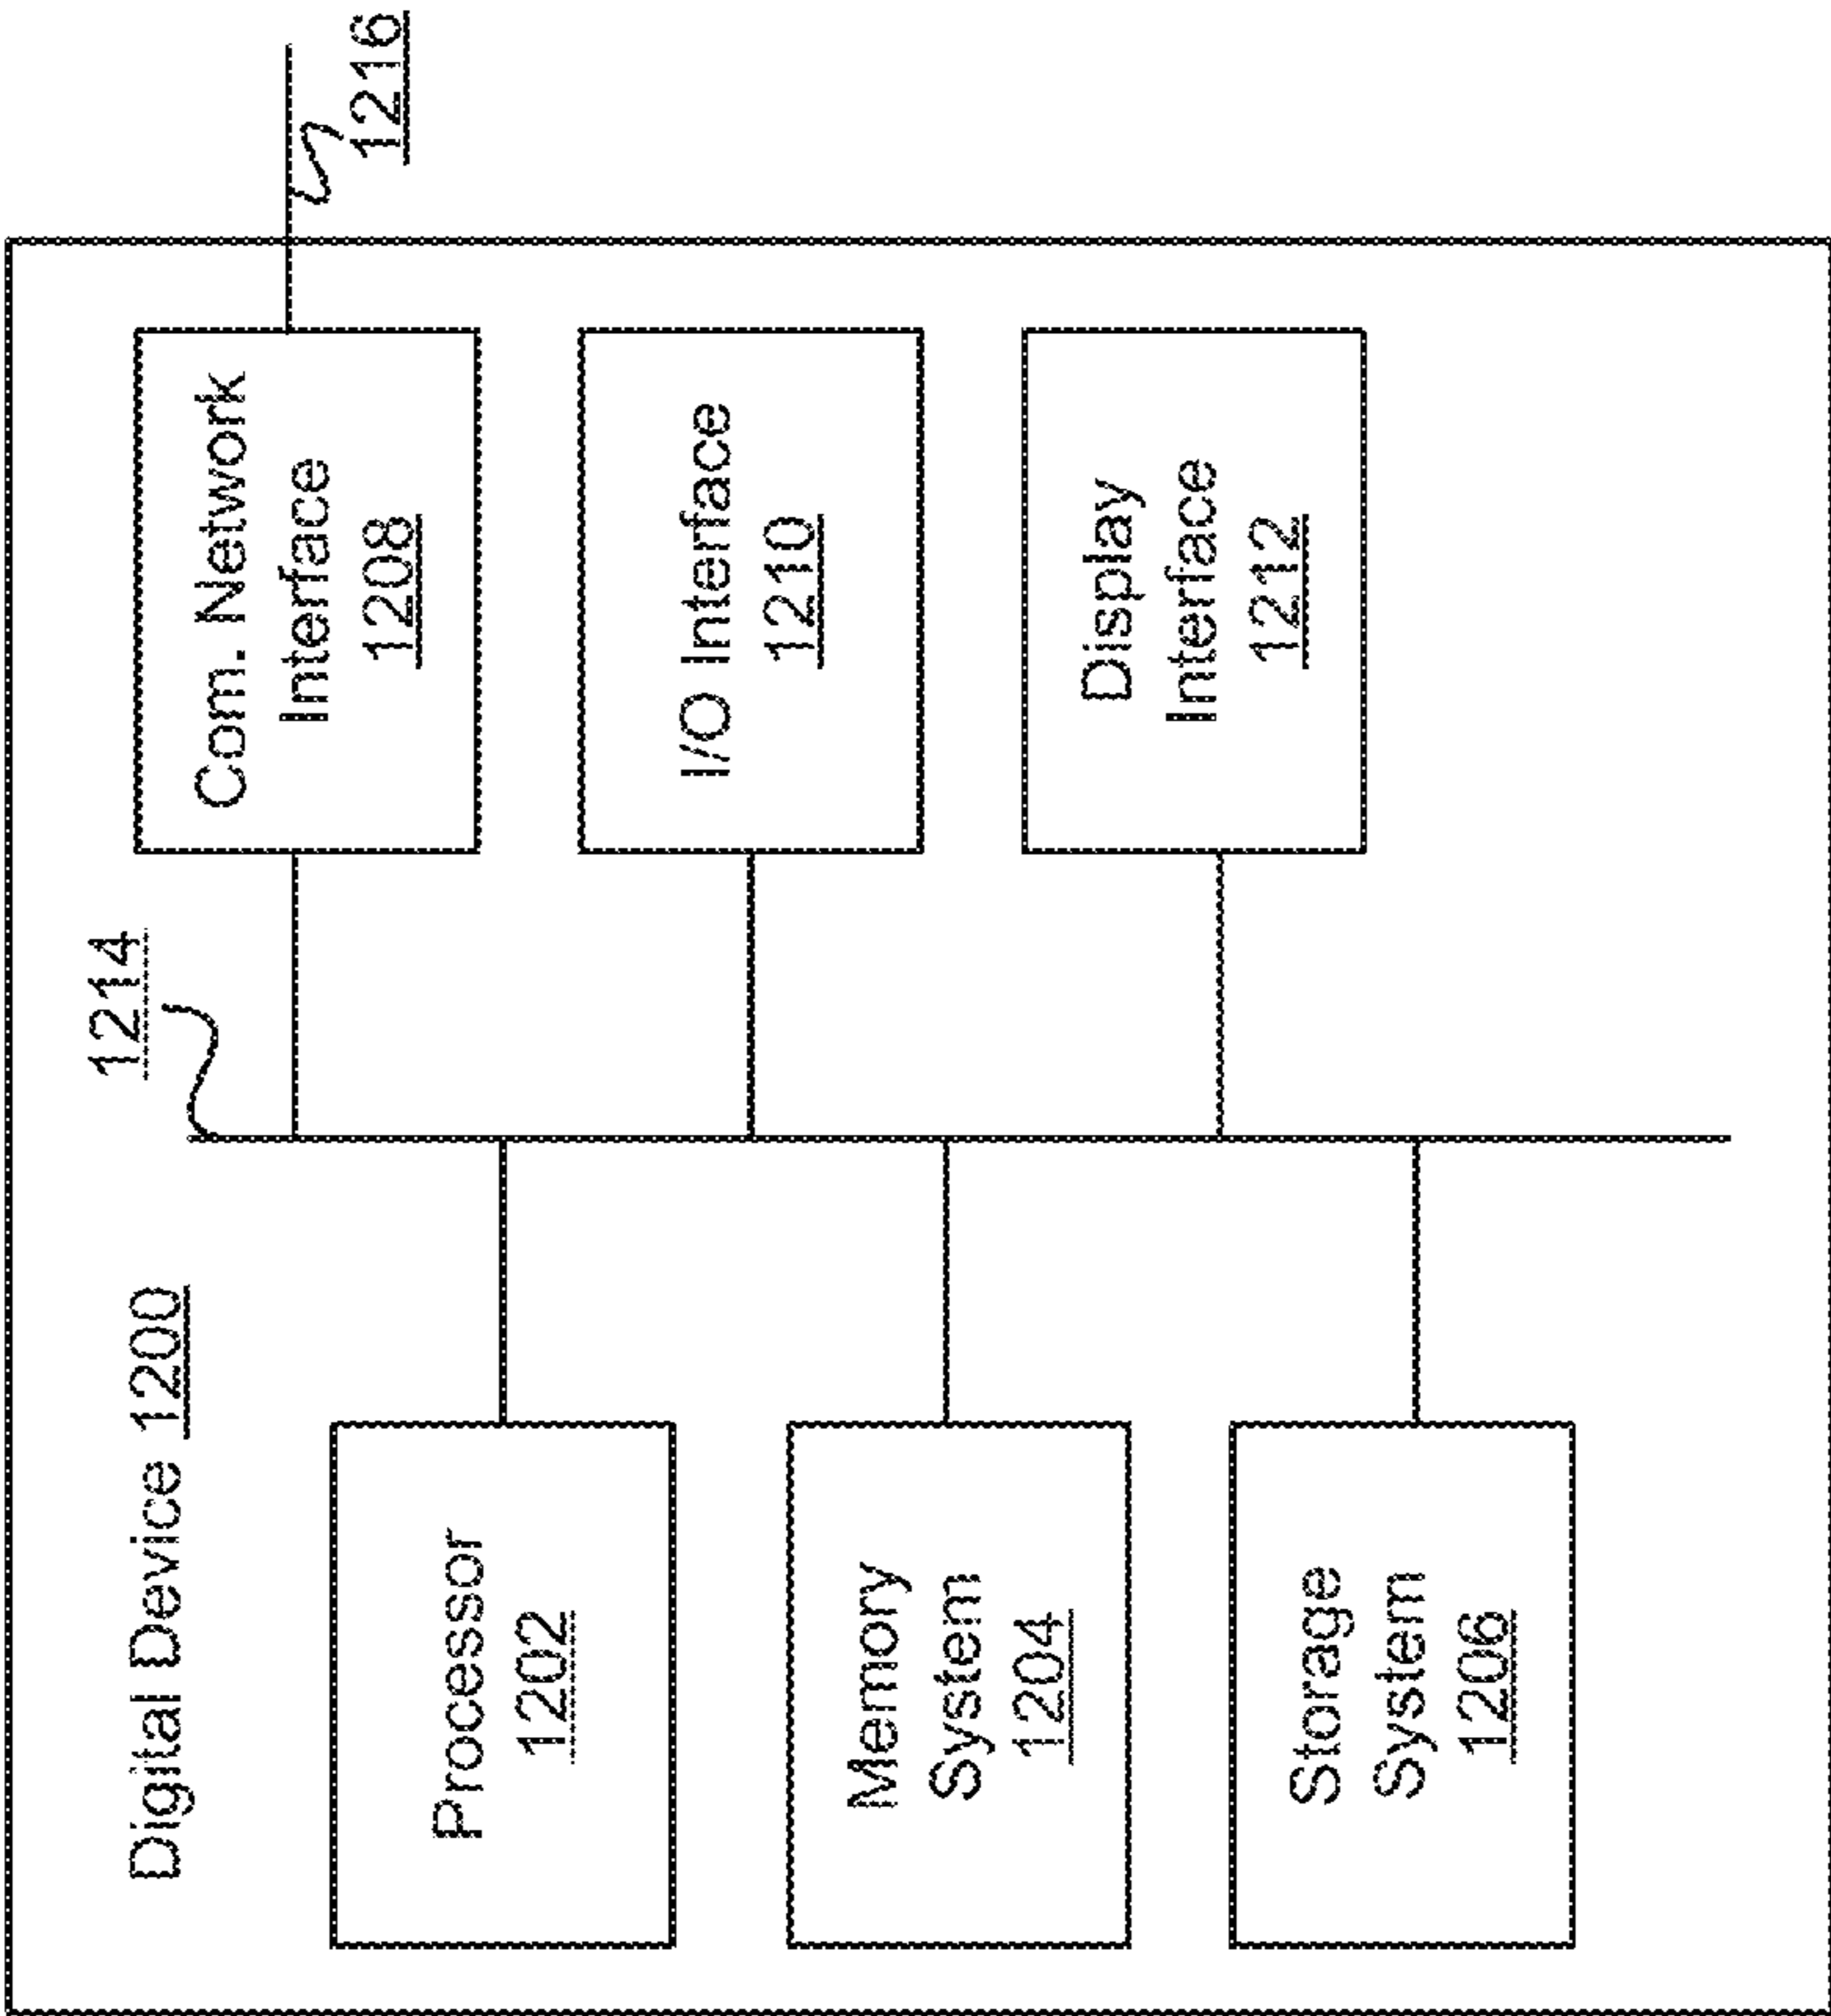 Digital Device 1200
1214
1216
Processor
1202
Memory
System
1204
Storage
System
1206
Com. Network
Interface
1208
I/O Interface
1210
Display
Interface
1212